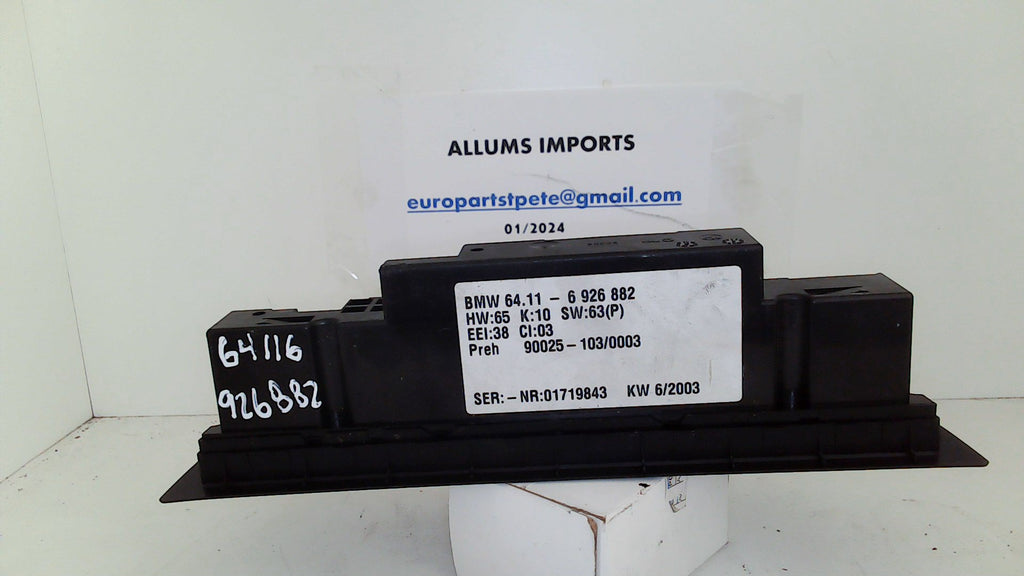 ALLUMS IMPORTS
europartstpete@gmail.com
01/2024
BMW 64.11 - 6 926 882
HW:65 K:10 SW:63(P)
EEI:38 CI:03
Preh 90025-103/0003
SER:-NR:01719843 KW 6/2003
64116
926882